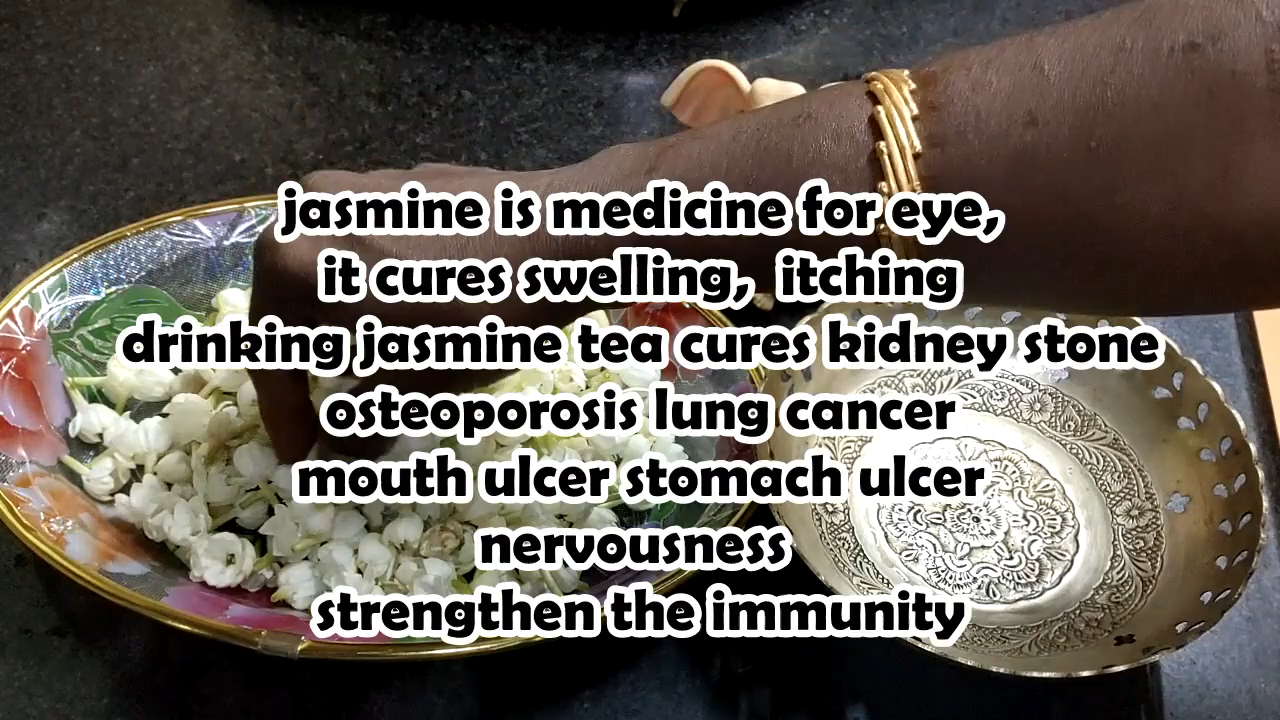 jasmine is medicine for eye,
it cures swelling, itching
drinking jasmine tea cures kidney stone
osteoporosis lung cancer
mouth ulcer stomach ulcer
nervousness
strengthen the immunity